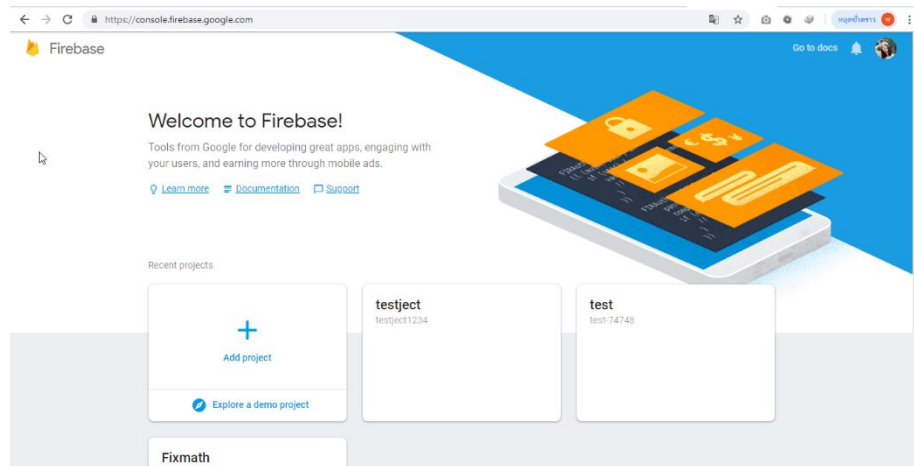 https://console.firebase.google.com
Firebase
Go to docs
Welcome to Firebase!
Tools from Google for developing great apps, engaging with
your users, and earning more through mobile ads.
Learn more Documentation Support
Recent projects
Add project
Explore a demo project
testject
testject1234
test
test-74748
Fixmath